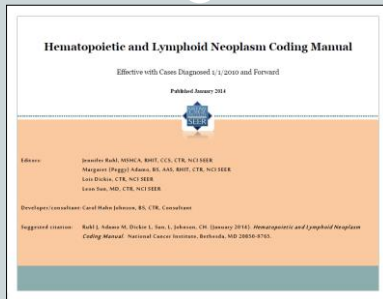 Hematopoietic and Lymphoid Neoplasm Coding Manual
Effective with Cases Diagnosed 1/1/2010 and Forward
Published January 2014
SEER
Editors: Jennifer Ruhl, MSHCA, RHIT, CCS, CTR, NCI SEER
Margaret (Peggy) Adamo, BS, AAS, RHIT, CTR, NCI SEER
Lois Dickie, CTR, NCI SEER
Leon Sun, MD, CTR, NCI SEER
Developer/consultant: Carol Hahn Johnson, BS, CTR, Consultant
Suggested citation: Ruhl J, Adamo M, Dickie L, Sun, L, Johnson, CH. (January 2014). Hematopoietic and Lymphoid Neoplasm
Coding Manual. National Cancer Institute, Bethesda, MD 20850-9765.